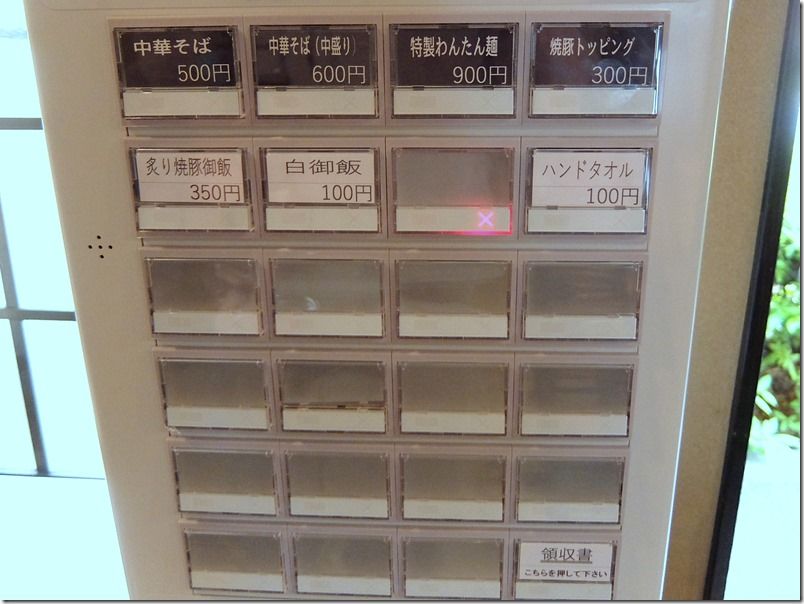 中華そば
500円
中華そば(中盛り)
600円
特製わんたん麺
900円
焼豚トッピング
300円
炙り焼豚御飯
350円
白御飯
100円
×
ハンドタオル
100円
領収書
こちらを押して下さい